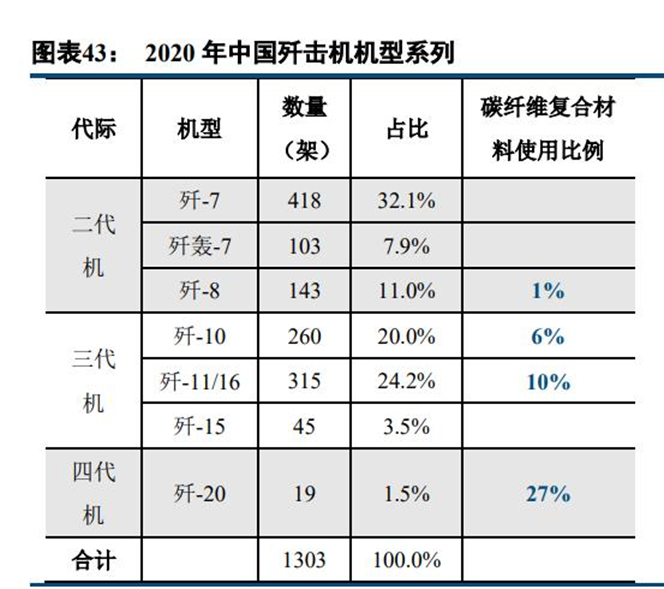 图表43： 2020 年中国歼击机机型系列
代际 机型 数量（架） 占比 碳纤维复合材料使用比例
二代机 歼-7 418 32.1%
歼轰-7 103 7.9%
歼-8 143 11.0% 1%
三代机 歼-10 260 20.0% 6%
歼-11/16 315 24.2% 10%
歼-15 45 3.5%
四代机 歼-20 19 1.5% 27%
合计 1303 100.0%